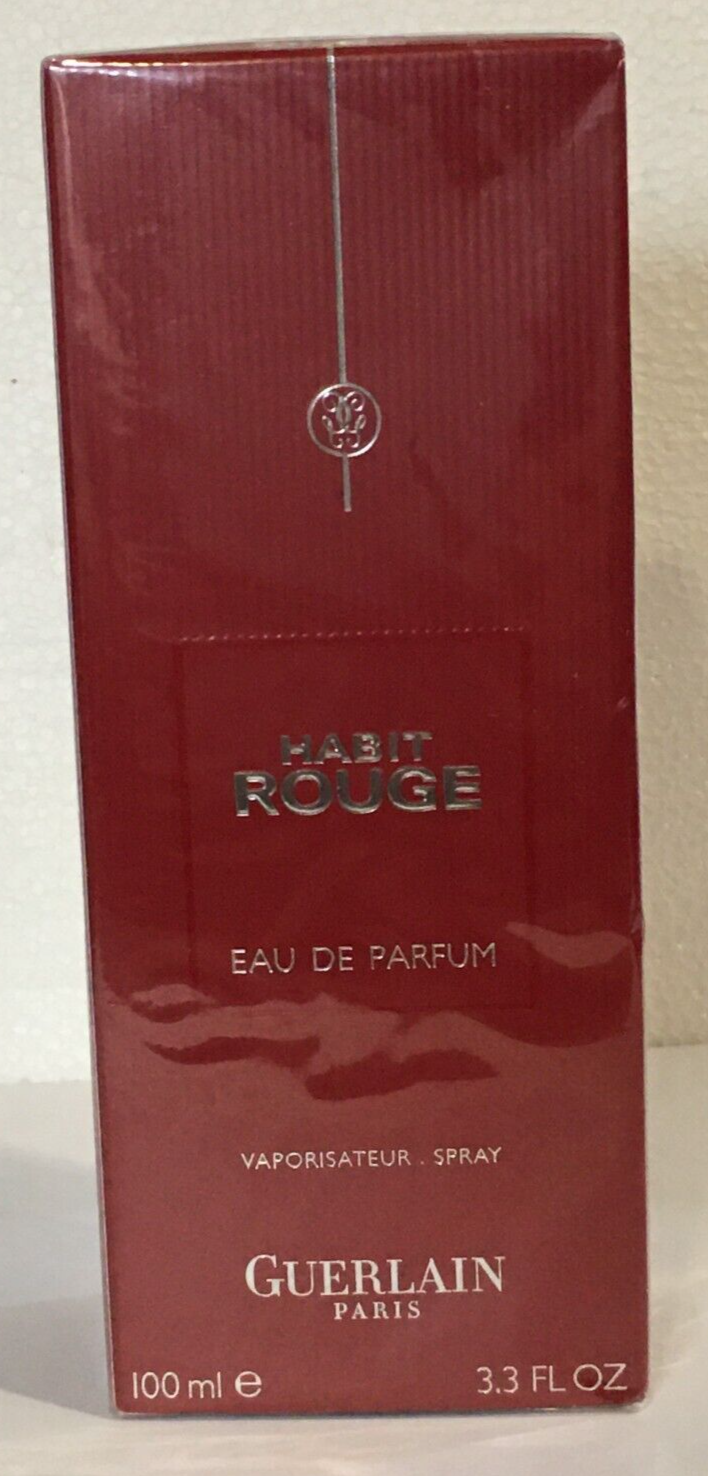 HABIT
ROUGE
EAU DE PARFUM
VAPORISATEUR . SPRAY
GUERLAIN
PARIS
100 ml ℮ 3.3 FL OZ